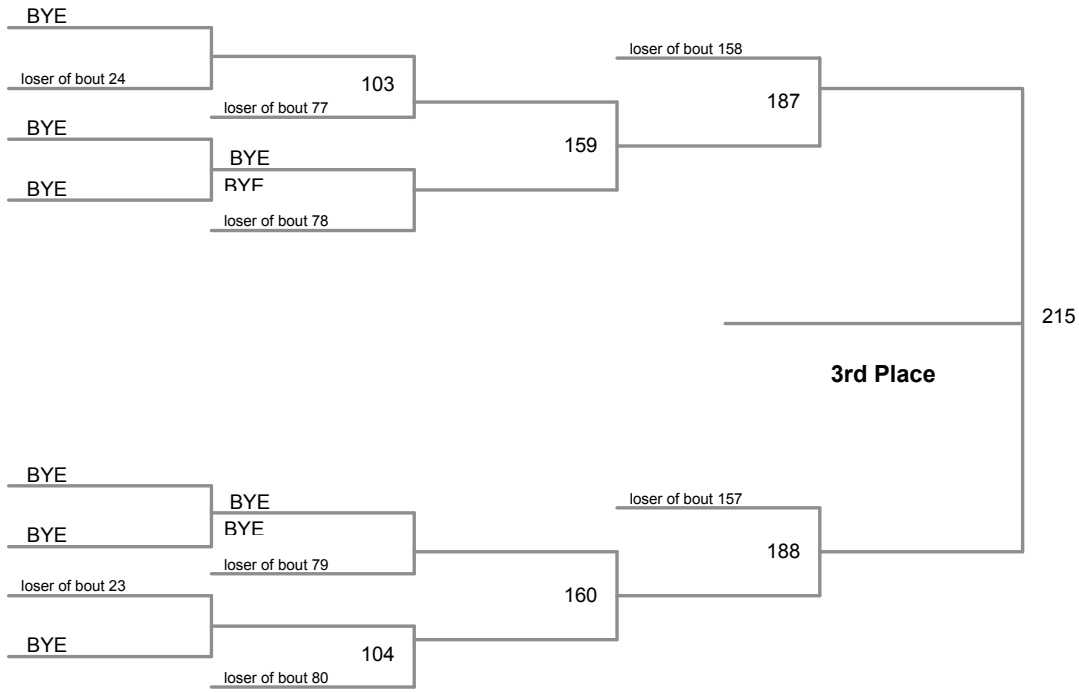 BYE
loser of bout 24
103
loser of bout 77
BYE
BYE
BYE
BYE
loser of bout 78
159
loser of bout 158
187
215
3rd Place
BYE
BYE
BYE
BYE
loser of bout 79
loser of bout 23
BYE
104
loser of bout 80
160
loser of bout 157
188